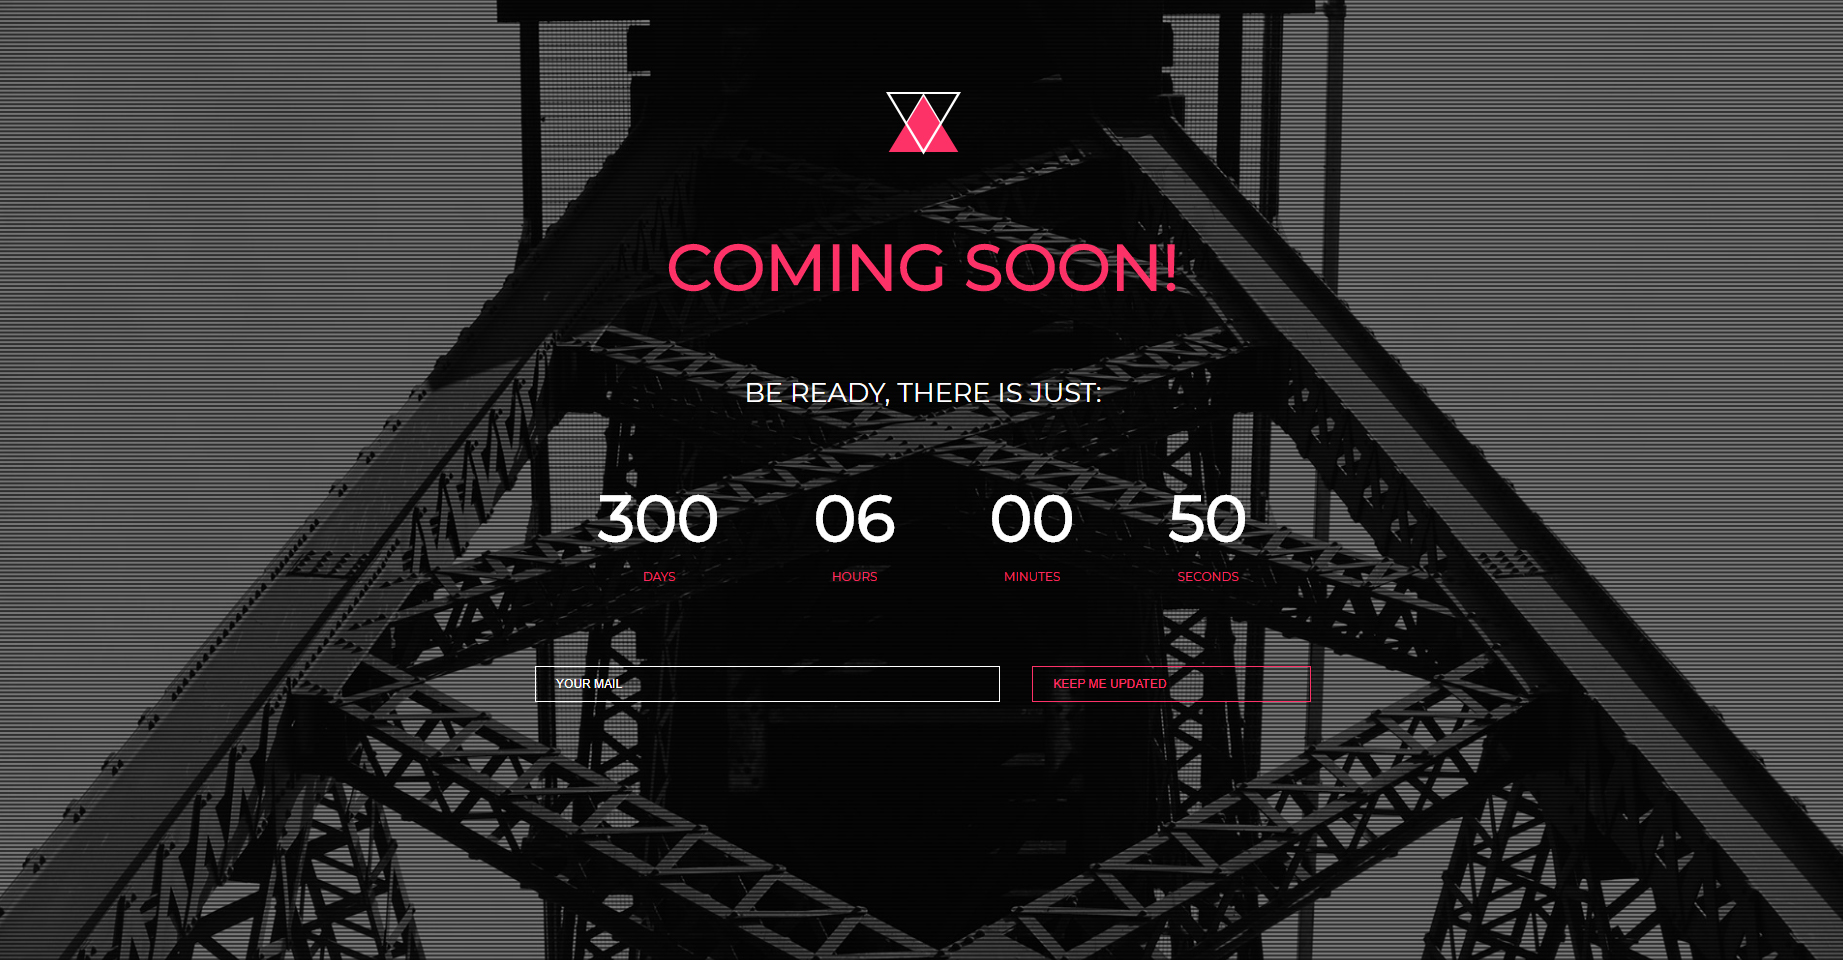 COMING SOON!
BE READY, THERE IS JUST:
300 06 00 50
DAYS HOURS MINUTES SECONDS
YOUR MAIL KEEP ME UPDATED